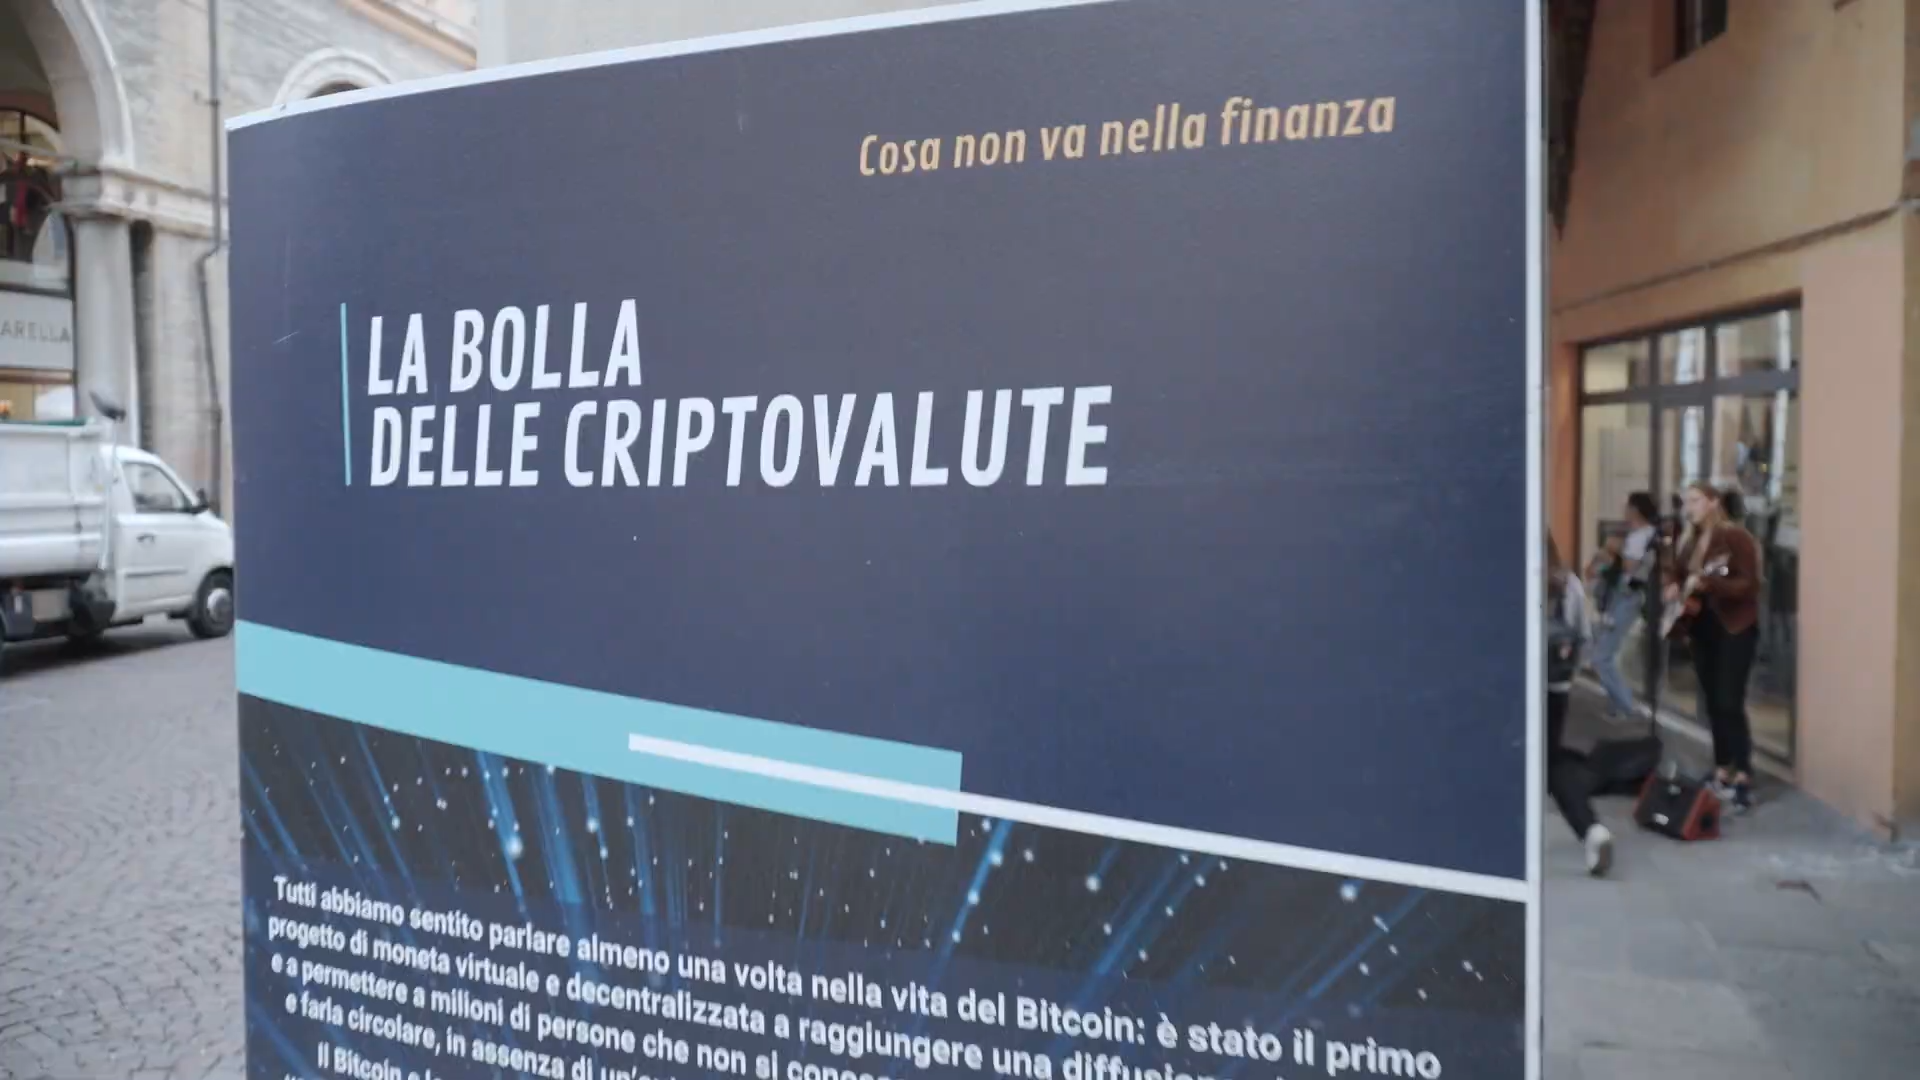 Cosa non va nella finanza
LA BOLLA
DELLE CRIPTOVALUTE
ARELLA
Tutti abbiamo sentito parlare almeno una volta nella vita del Bitcoin: è stato il primo
progetto di moneta virtuale e decentralizzata a raggiungere una
e a permettere a milioni di persone che non si
e farla circolare, in assenza di
Il Bitcoin e